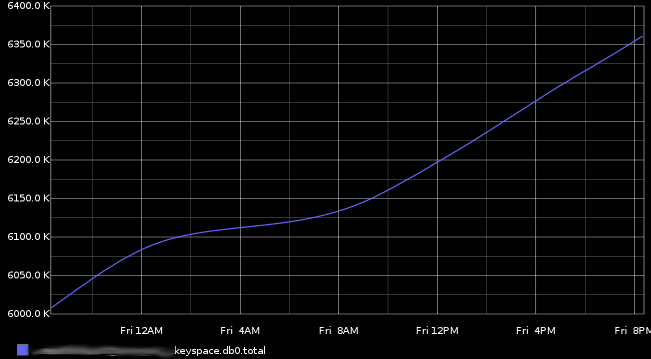 6400.0 K
6350.0 K
6300.0 K
6250.0 K
6200.0 K
6150.0 K
6100.0 K
6050.0 K
6000.0 K
Fri 12AM Fri 4AM Fri 8AM Fri 12PM Fri 4PM Fri 8PM
keyspace.db0.total